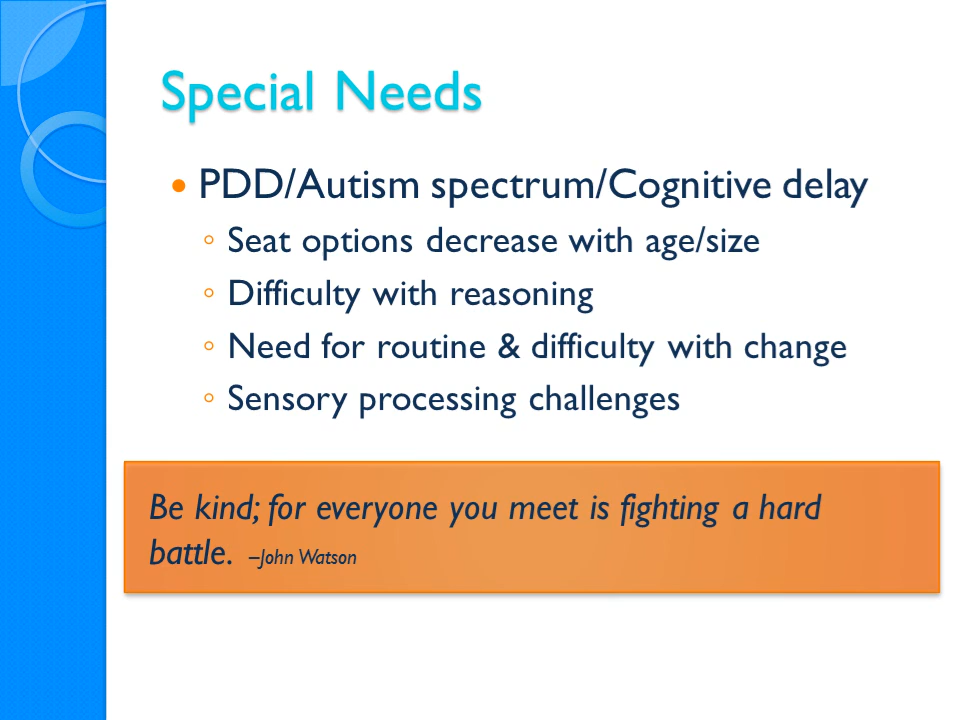 Special Needs
• PDD/Autism spectrum/Cognitive delay
◦ Seat options decrease with age/size
◦ Difficulty with reasoning
◦ Need for routine & difficulty with change
◦ Sensory processing challenges
Be kind; for everyone you meet is fighting a hard
battle. –John Watson